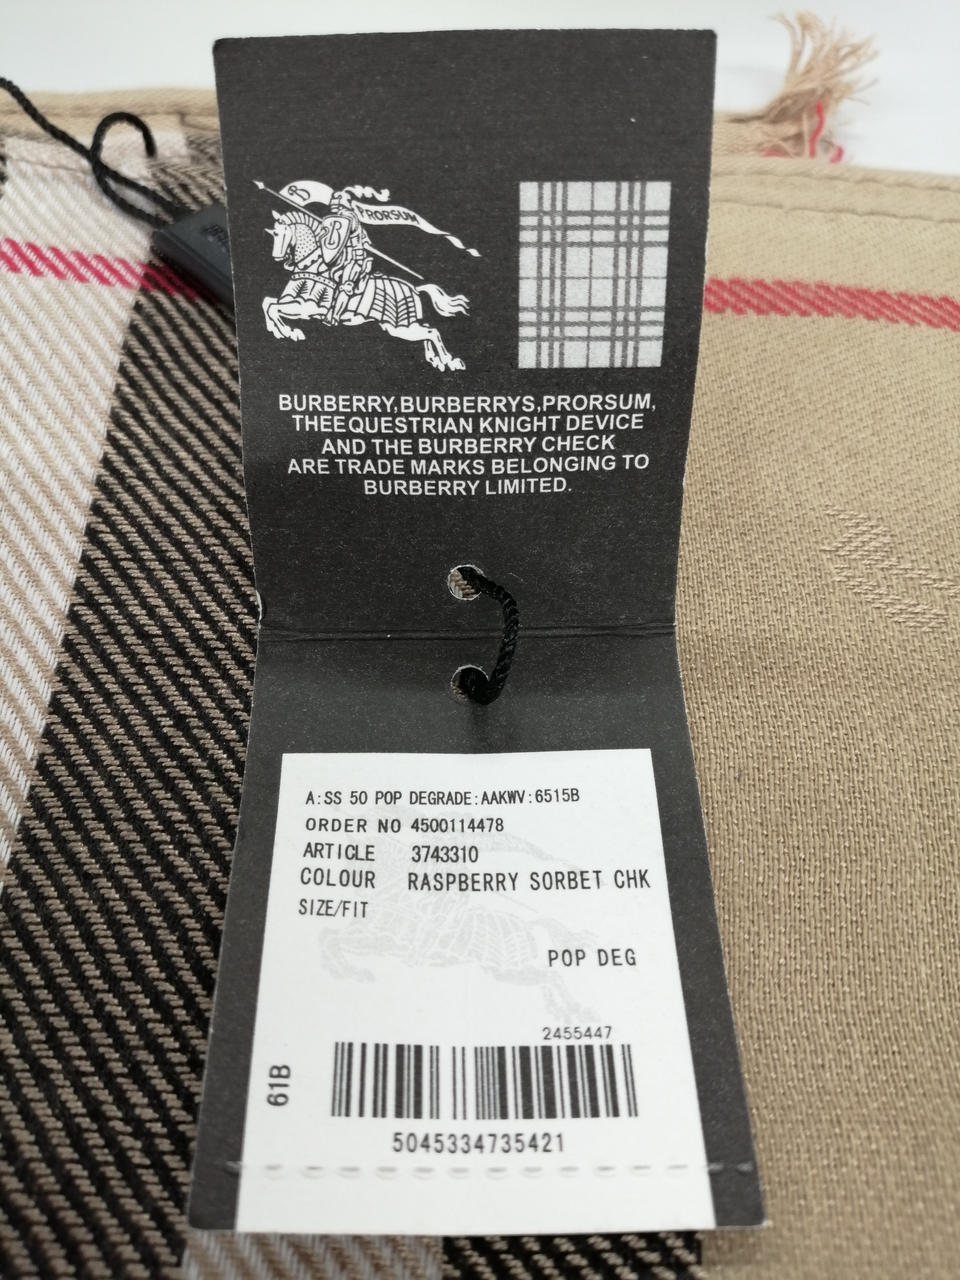 B
PRORSUM
B
BURBERRY,BURBERRYS,PRORSUM,
THEEQUESTRIAN KNIGHT DEVICE
AND THE BURBERRY CHECK
ARE TRADE MARKS BELONGING TO
BURBERRY LIMITED.
A:SS 50 POP DEGRADE:AAKWV:6515B
ORDER NO 4500114478
ARTICLE 3743310
COLOUR RASPBERRY SORBET CHK
SIZE/FIT
POP DEG
2455447
61B
5045334735421